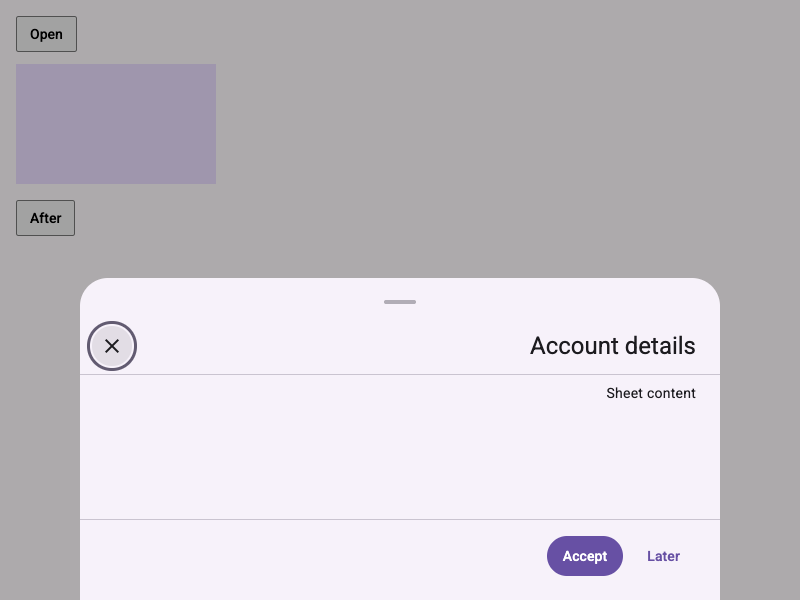 Open
After
Account details
Sheet content
Accept
Later